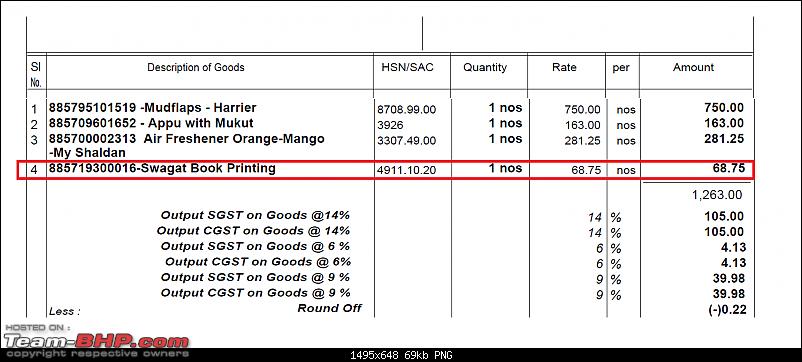 Sl No. Description of Goods HSN/SAC Quantity Rate per Amount
1 885795101519 -Mudflaps - Harrier 8708.99.00 1 nos 750.00 nos 750.00
2 885709601652 - Appu with Mukut 3926 1 nos 163.00 nos 163.00
3 885700002313 Air Freshener Orange-Mango 3307.49.00 1 nos 281.25 nos 281.25
-My Shaldan
4 885719300016-Swagat Book Printing 4911.10.20 1 nos 68.75 nos 68.75
1,263.00
Output SGST on Goods @14% 14 % 105.00
Output CGST on Goods @ 14% 14 % 105.00
Output SGST on Goods @ 6 % 6 % 4.13
Output CGST on Goods @ 6% 6 % 4.13
Output SGST on Goods @ 9 % 9 % 39.98
Output CGST on Goods @ 9 % 9 % 39.98
Less : Round Off (-)0.22
HOSTED ON :
Team-BHP.com
copyright respective owners
1495x648 69kb PNG